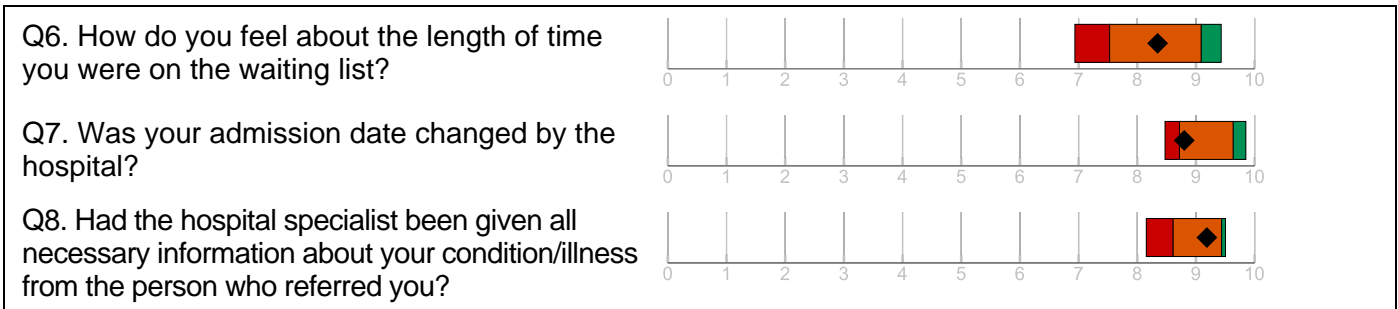 Q6. How do you feel about the length of time
you were on the waiting list?
0 1 2 3 4 5 6 7 8 9 10
Q7. Was your admission date changed by the
hospital?
0 1 2 3 4 5 6 7 8 9 10
Q8. Had the hospital specialist been given all
necessary information about your condition/illness
from the person who referred you?
0 1 2 3 4 5 6 7 8 9 10